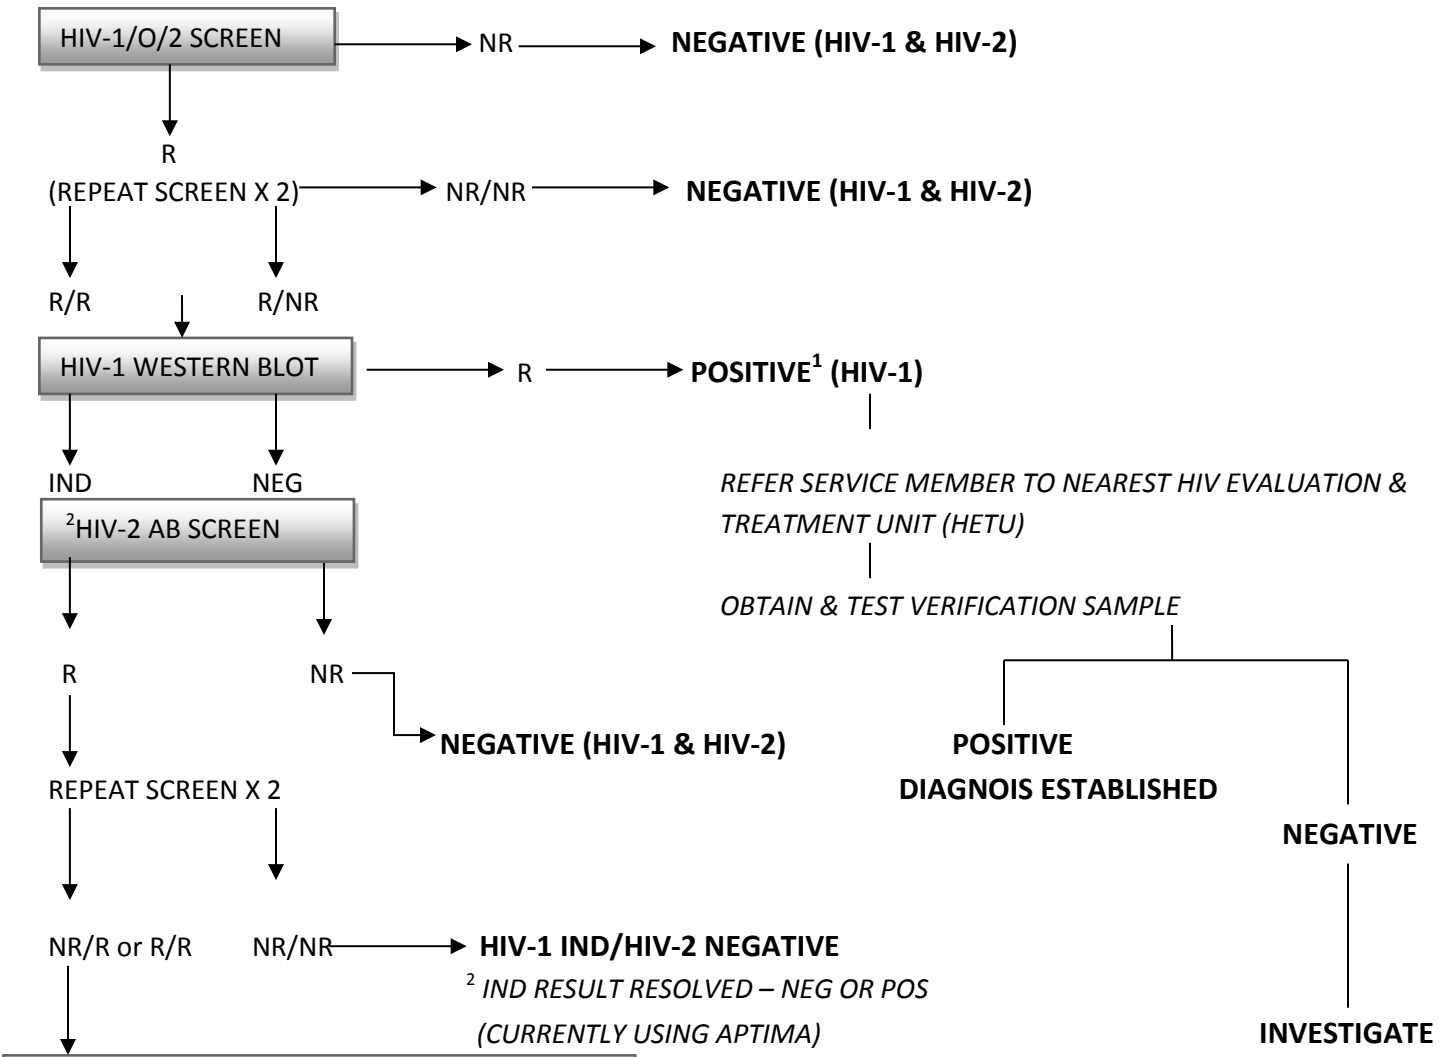 HIV-1/O/2 SCREEN NR NEGATIVE (HIV-1 & HIV-2)
R
(REPEAT SCREEN X 2) NR/NR NEGATIVE (HIV-1 & HIV-2)
R/R R/NR
HIV-1 WESTERN BLOT R POSITIVE¹ (HIV-1)
IND NEG
REFER SERVICE MEMBER TO NEAREST HIV EVALUATION &
TREATMENT UNIT (HETU)
²HIV-2 AB SCREEN
OBTAIN & TEST VERIFICATION SAMPLE
R NR
NEGATIVE (HIV-1 & HIV-2)
POSITIVE
DIAGNOIS ESTABLISHED
REPEAT SCREEN X 2
NEGATIVE
NR/R or R/R NR/NR HIV-1 IND/HIV-2 NEGATIVE
² IND RESULT RESOLVED – NEG OR POS
(CURRENTLY USING APTIMA)
INVESTIGATE